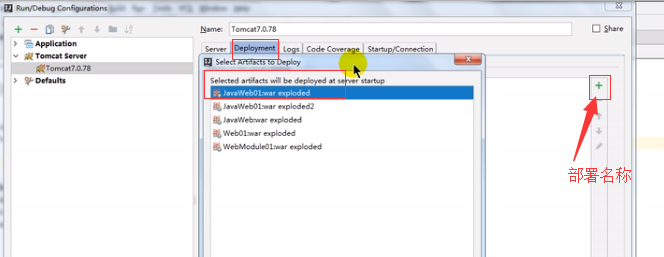 Run/Debug Configurations
Name: Tomcat7.0.78 Share
Application
Tomcat Server
Tomcat7.0.78
Defaults
Server Deployment Logs Code Coverage Startup/Connection
Select Artifacts to Deploy
Selected artifacts will be deployed at server startup
JavaWeb01:war exploded
JavaWeb01:war exploded2
JavaWeb:war exploded
Web01:war exploded
WebModule01:war exploded
部署名称